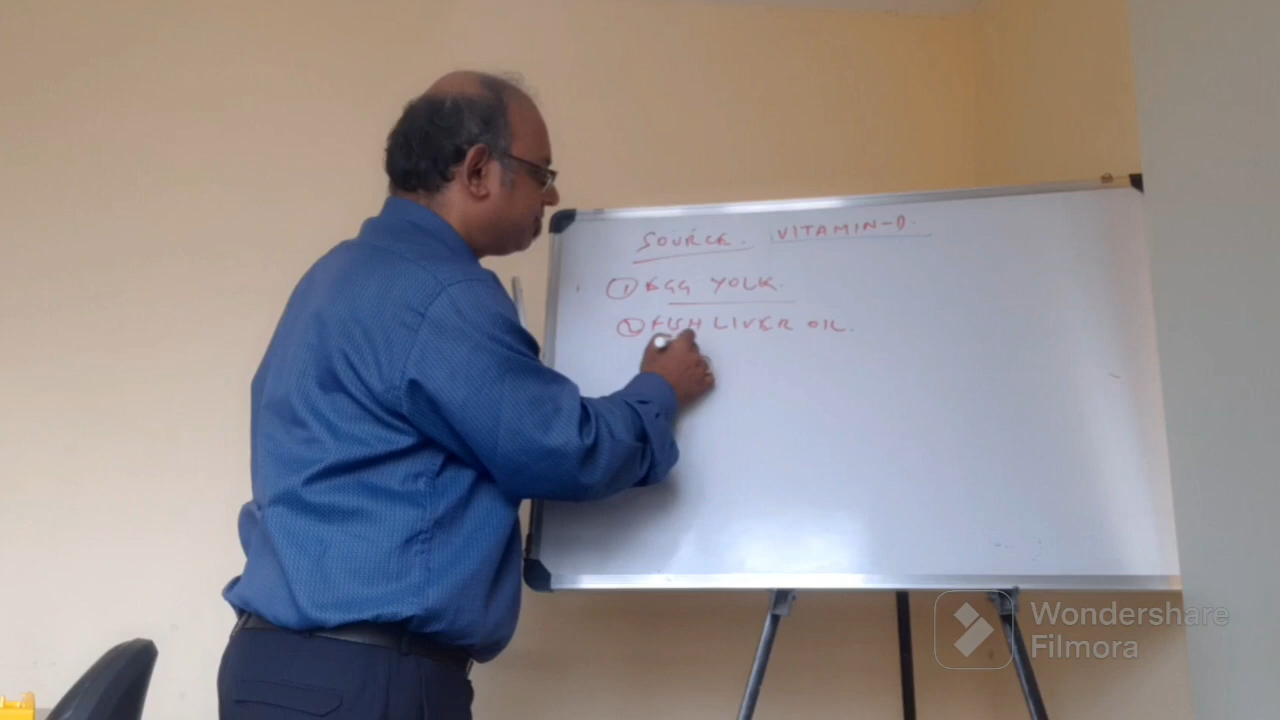 SOURCE. VITAMIN-D.
① EGG YOLK.
② FISH LIVER OIL.
Wondershare
Filmora